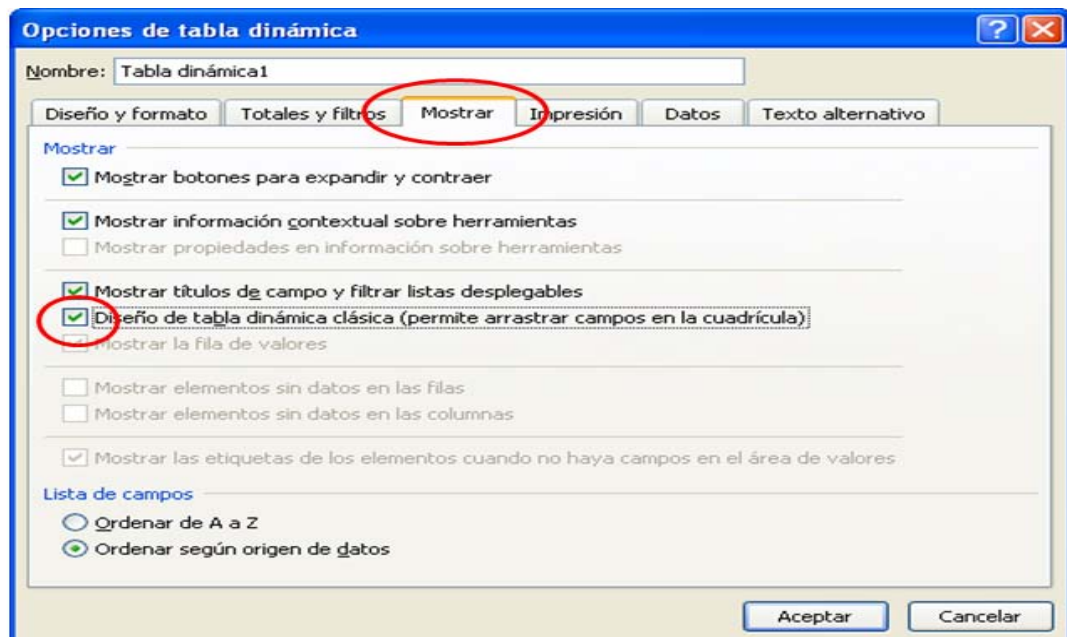 Opciones de tabla dinámica
Nombre: Tabla dinámica1
Diseño y formato Totales y filtros Mostrar Impresión Datos Texto alternativo
Mostrar
Mostrar botones para expandir y contraer
Mostrar información contextual sobre herramientas
Mostrar propiedades en información sobre herramientas
Mostrar títulos de campo y filtrar listas desplegables
Diseño de tabla dinámica clásica (permite arrastrar campos en la cuadrícula)
Mostrar la fila de valores
Mostrar elementos sin datos en las filas
Mostrar elementos sin datos en las columnas
Mostrar las etiquetas de los elementos cuando no haya campos en el área de valores
Lista de campos
Ordenar de A a Z
Ordenar según origen de datos
Aceptar Cancelar